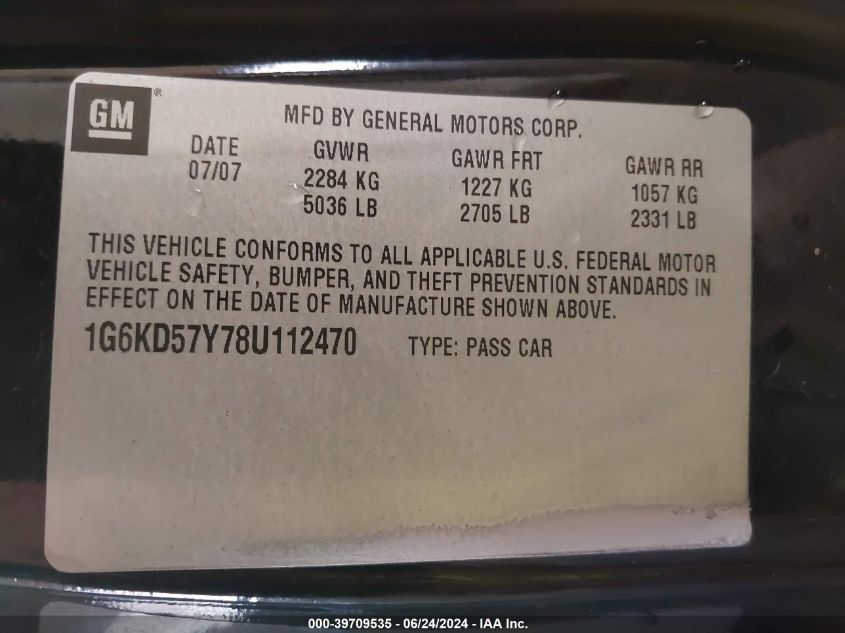 GM ®
MFD BY GENERAL MOTORS CORP.
DATE GVWR GAWR FRT GAWR RR
07/07 2284 KG 1227 KG 1057 KG
5036 LB 2705 LB 2331 LB
THIS VEHICLE CONFORMS TO ALL APPLICABLE U.S. FEDERAL MOTOR
VEHICLE SAFETY, BUMPER, AND THEFT PREVENTION STANDARDS IN
EFFECT ON THE DATE OF MANUFACTURE SHOWN ABOVE.
1G6KD57Y78U112470 TYPE: PASS CAR
000-39709535 - 06/24/2024 - IAA Inc.